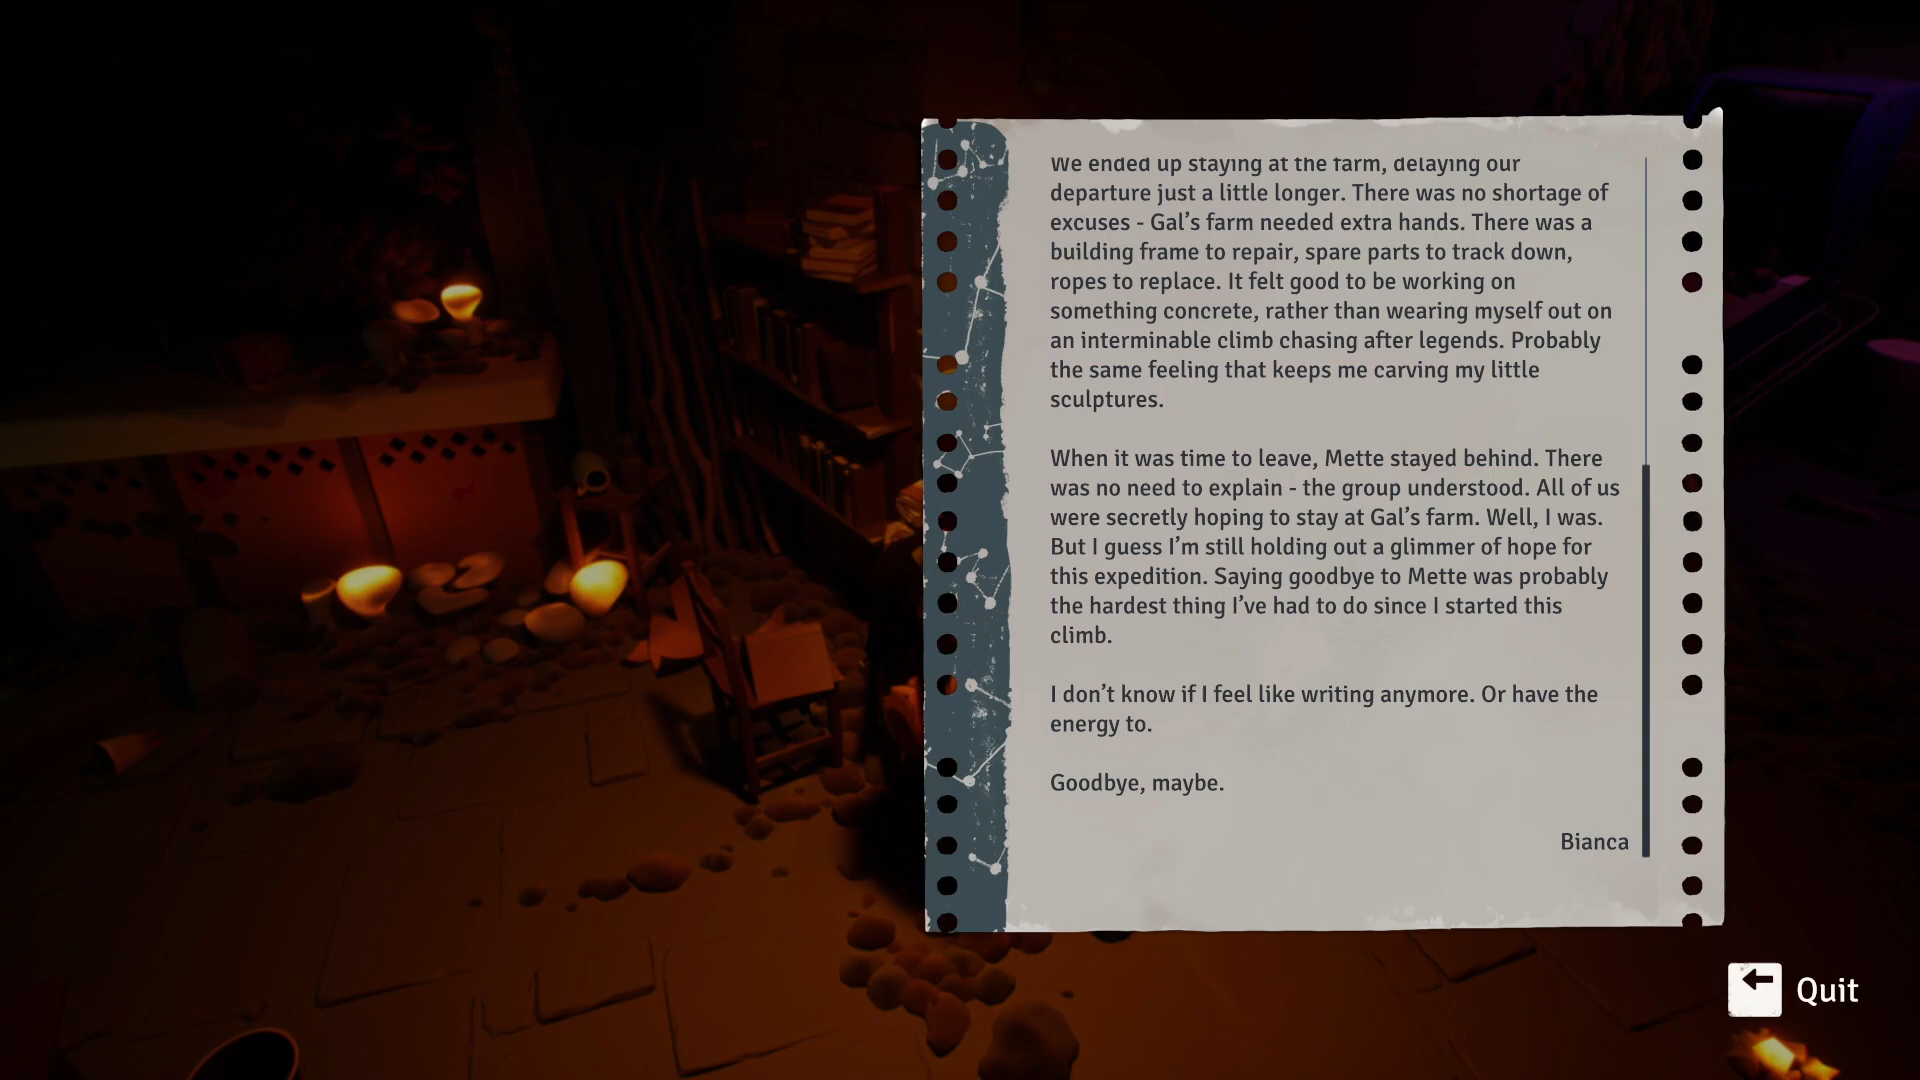 We ended up staying at the farm, delaying our
departure just a little longer. There was no shortage of
excuses - Gal’s farm needed extra hands. There was a
building frame to repair, spare parts to track down,
ropes to replace. It felt good to be working on
something concrete, rather than wearing myself out on
an interminable climb chasing after legends. Probably
the same feeling that keeps me carving my little
sculptures.
When it was time to leave, Mette stayed behind. There
was no need to explain - the group understood. All of us
were secretly hoping to stay at Gal’s farm. Well, I was.
But I guess I’m still holding out a glimmer of hope for
this expedition. Saying goodbye to Mette was probably
the hardest thing I’ve had to do since I started this
climb.
I don’t know if I feel like writing anymore. Or have the
energy to.
Goodbye, maybe.
Bianca
Quit